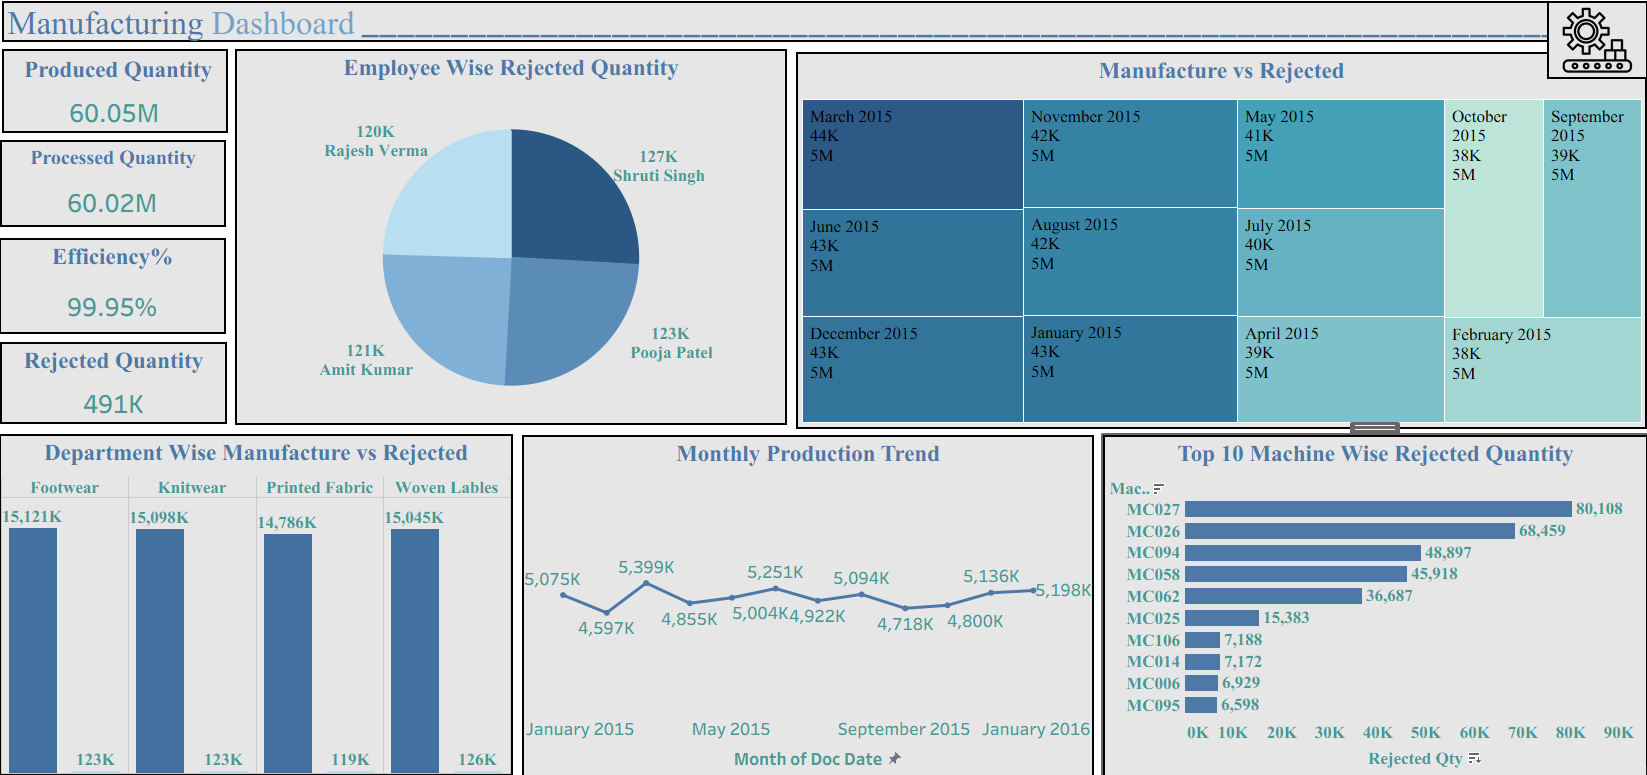 Manufacturing Dashboard
Produced Quantity
60.05M
Processed Quantity
60.02M
Efficiency%
99.95%
Rejected Quantity
491K
Employee Wise Rejected Quantity
120K
Rajesh Verma
127K
Shruti Singh
121K
Amit Kumar
123K
Pooja Patel
Manufacture vs Rejected
March 2015
44K
5M
June 2015
43K
5M
December 2015
43K
5M
November 2015
42K
5M
August 2015
42K
5M
January 2015
43K
5M
May 2015
41K
5M
July 2015
40K
5M
April 2015
39K
5M
October
2015
38K
5M
September
2015
39K
5M
February 2015
38K
5M
Department Wise Manufacture vs Rejected
Footwear Knitwear Printed Fabric Woven Lables
15,121K 15,098K 14,786K 15,045K
123K 123K 119K 126K
Monthly Production Trend
5,075K
4,597K
5,399K
4,855K
5,004K
5,251K
4,922K
5,094K
4,718K
4,800K
5,136K
5,198K
January 2015 May 2015 September 2015 January 2016
Month of Doc Date
Top 10 Machine Wise Rejected Quantity
Mac..
MC027 80,108
MC026 68,459
MC094 48,897
MC058 45,918
MC062 36,687
MC025 15,383
MC106 7,188
MC014 7,172
MC006 6,929
MC095 6,598
0K 10K 20K 30K 40K 50K 60K 70K 80K 90K
Rejected Qty